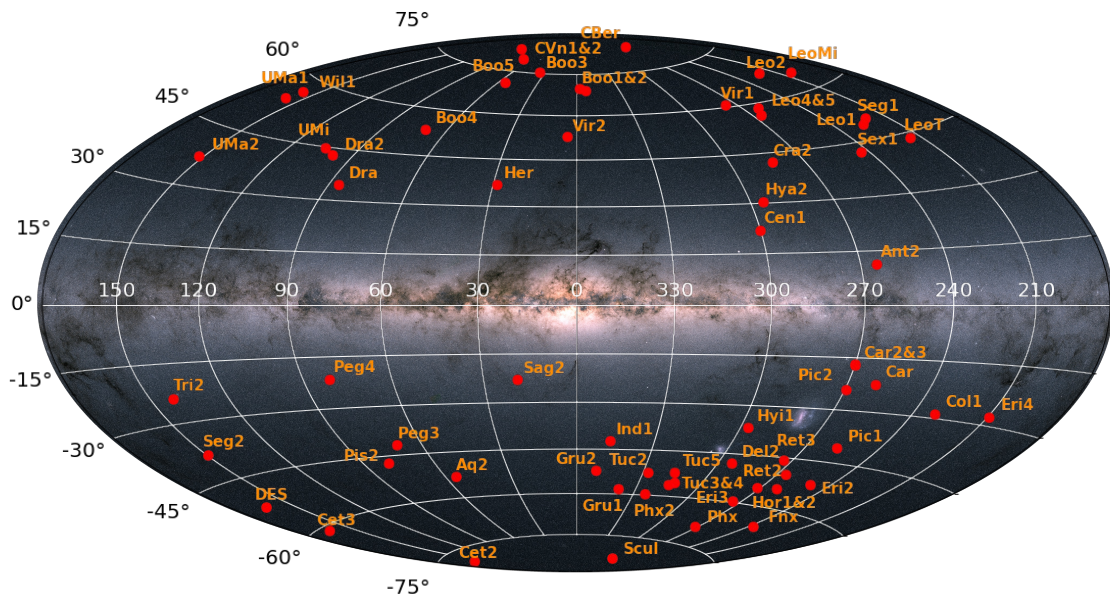 75°
CBer
60°
CVn1&2
LeoMi
Boo3
Leo2
Boo5
UMa1
Wil1
Boo1&2
45°
Vir1
Leo4&5
Seg1
Boo4
Leo1
LeoT
Vir2
UMi
UMa2
Dra2
Sex1
30°
Cra2
Dra
Her
Hya2
15°
Cen1
Ant2
150 120 90 60 30 0 330 300 270 240 210
0°
Car2&3
Peg4
Sag2
Pic2
Car
-15°
Tri2
Col1
Eri4
Hyi1
Ind1
Peg3
Pic1
Seg2
Ret3
-30°
Pis2
Del2
Gru2
Tuc2
Tuc5
Aq2
Ret2
Tuc3&4
Eri2
DES
Eri3
Gru1
Hor1&2
Phx2
-45°
Cet3
Phx
Fnx
Scul
Cet2
-60°
-75°